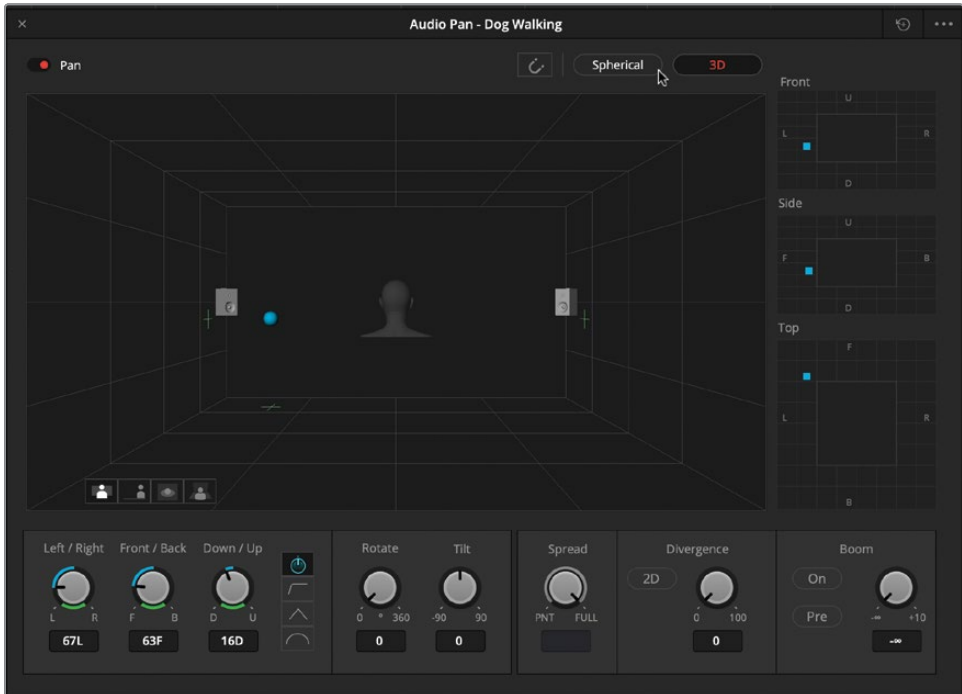 × Audio Pan - Dog Walking
Pan
Spherical 3D
Front
U
L R
D
Side
U
F B
D
Top
F
L R
B
Left / Right Front / Back Down / Up Rotate Tilt Spread Divergence Boom
2D On
Pre
L R F B D U 0 ° 360 -90 90 PNT FULL 0 100 -∞ +10
67L 63F 16D 0 0 0 -∞